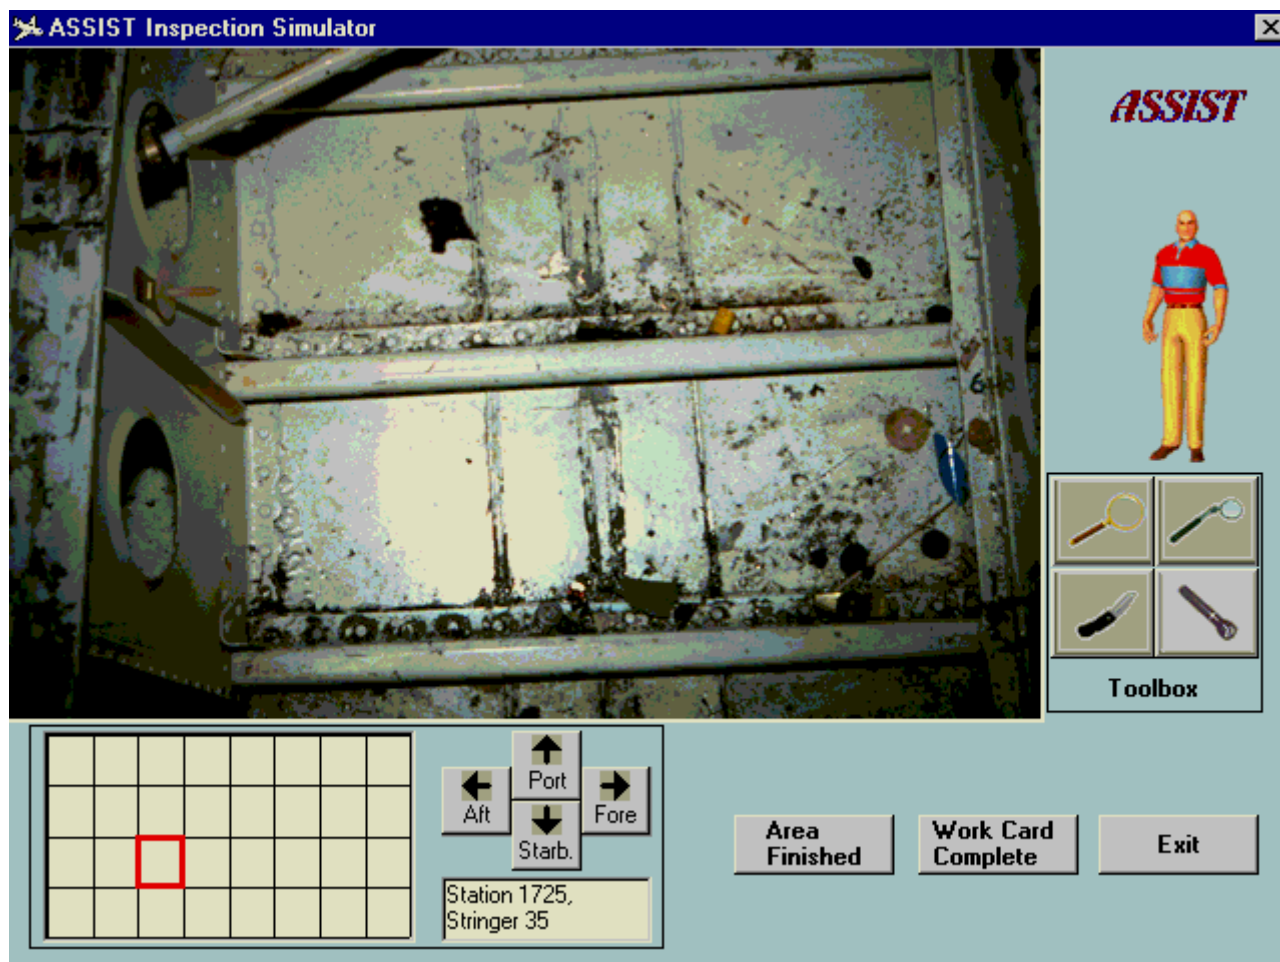 ASSIST Inspection Simulator
ASSIST
Toolbox
Port
Aft
Fore
Starb.
Station 1725,
Stringer 35
Area
Finished
Work Card
Complete
Exit